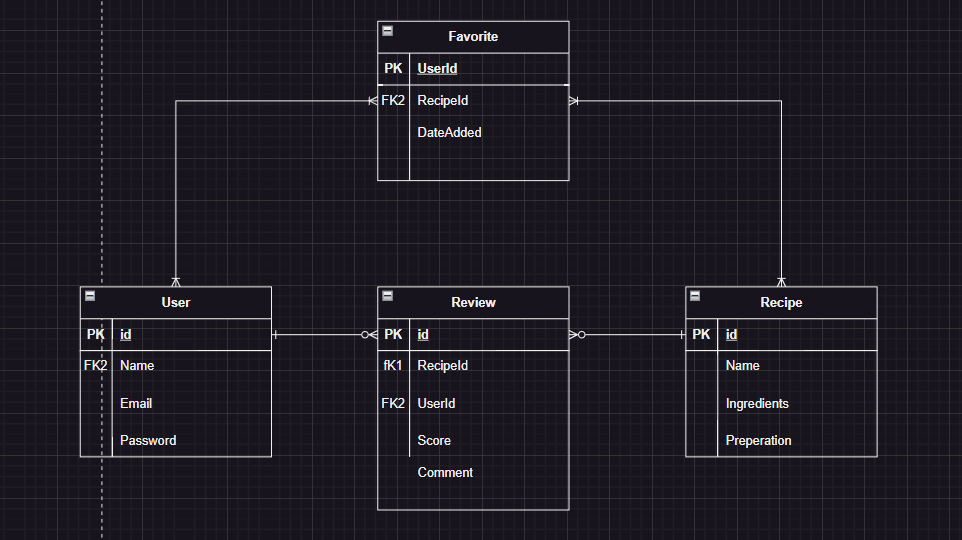 Favorite
PK UserId
FK2 RecipeId
DateAdded
User
PK id
FK2 Name
Email
Password
Review
PK id
fK1 RecipeId
FK2 UserId
Score
Comment
Recipe
PK id
Name
Ingredients
Preperation